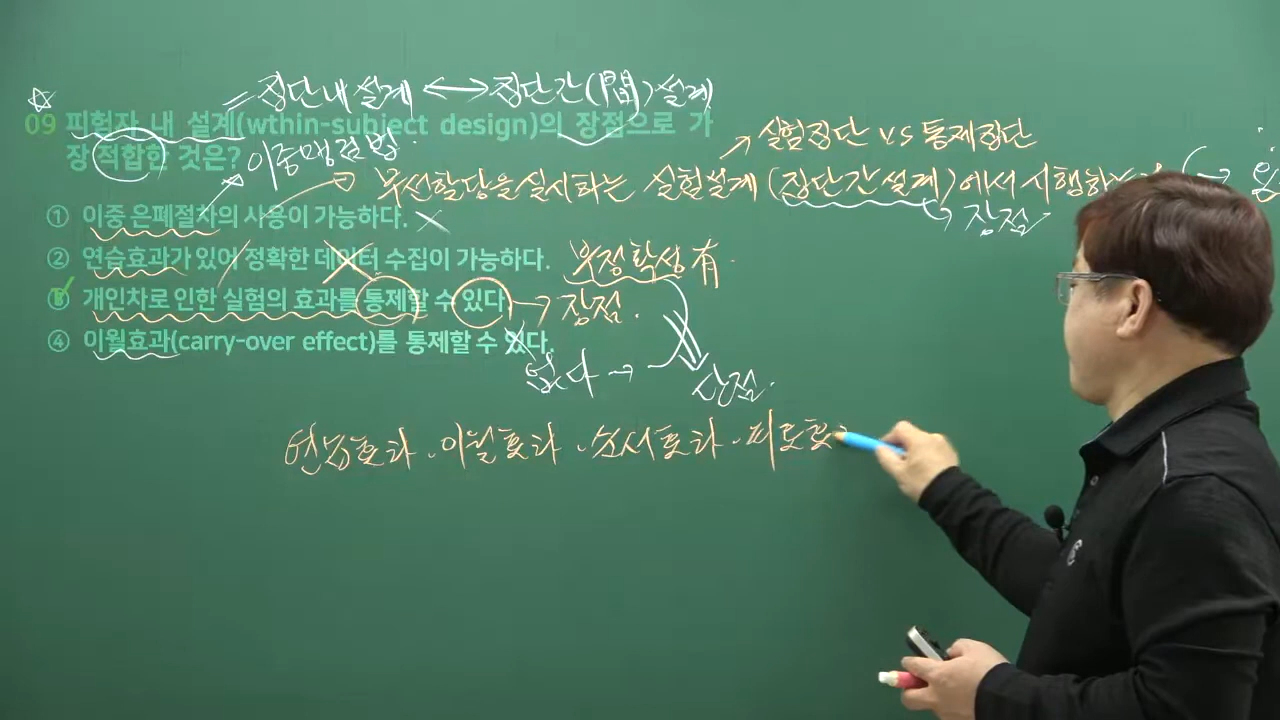 = 집단내 설계 ↔ 집단간(間) 설계
09 피험자 내 설계(wthin-subject design)의 장점으로 가
장 적합한 것은?
이중맹검법.
→ 실험집단 vs 통제집단
무선할당을 실시하는 실험설계 (집단간설계)에서 시행하
→ 장점
① 이중 은폐절차의 사용이 가능하다. ×
② 연습효과가 있어 정확한 데이터 수집이 가능하다.
부정확성 有.
③ 개인차로 인한 실험의 효과를 통제할 수 있다
→ 장점.
④ 이월효과(carry-over effect)를 통제할 수 있다.
없다 →
단점.
연습효과 · 이월효과 · 순서효과 · 피로효